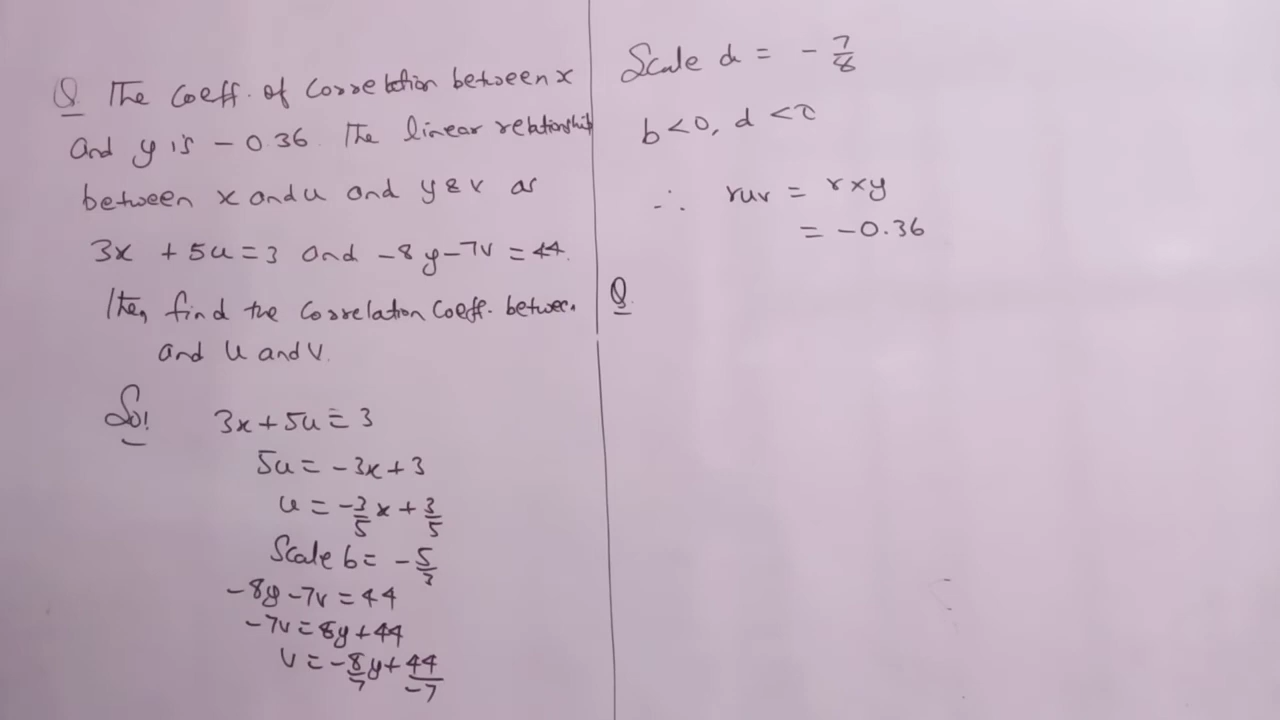 Q. The Coeff. of Correlation between x
and y is - 0.36. The linear relationship
between x and u and y & v as
3x + 5u = 3 and -8y - 7v = 44.
Then find the Correlation Coeff. between
and u and v.
Sol 3x + 5u = 3
5u = -3x + 3
u = -3/5 x + 3/5
Scale b = -5/3
-8y - 7v = 44
-7v = 8y + 44
v = -8/7 y + 44/-7
Scale d = - 7/8
b < 0, d < 0
∴ ruv = rxy
= -0.36
Q.